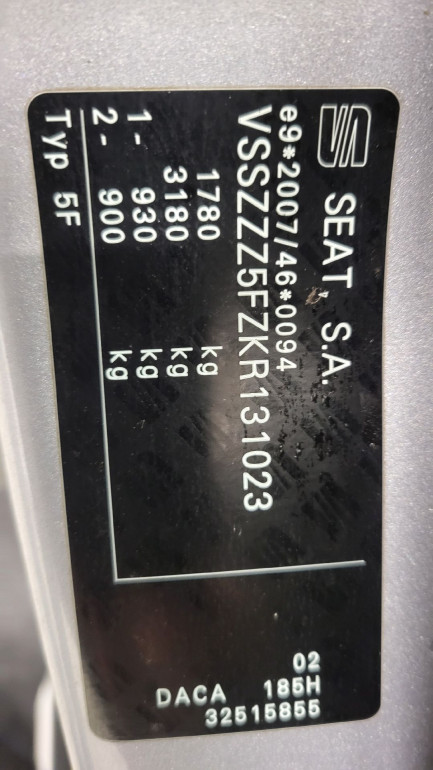 SEAT S.A.
e9*2007/46*0094
VSSZZZ5FZKR131023
1780 kg
3180 kg
1- 930 kg
2- 900 kg
Typ 5F
02
185H
DACA 32515855